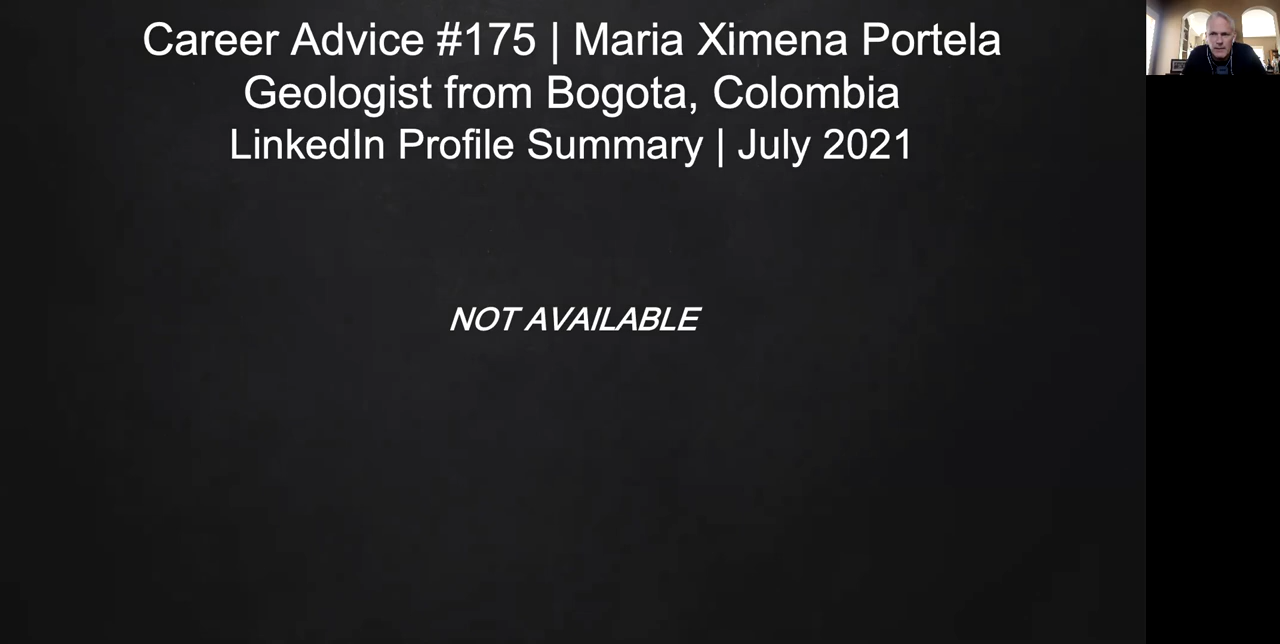 Career Advice #175 | Maria Ximena Portela
Geologist from Bogota, Colombia
LinkedIn Profile Summary | July 2021
NOT AVAILABLE